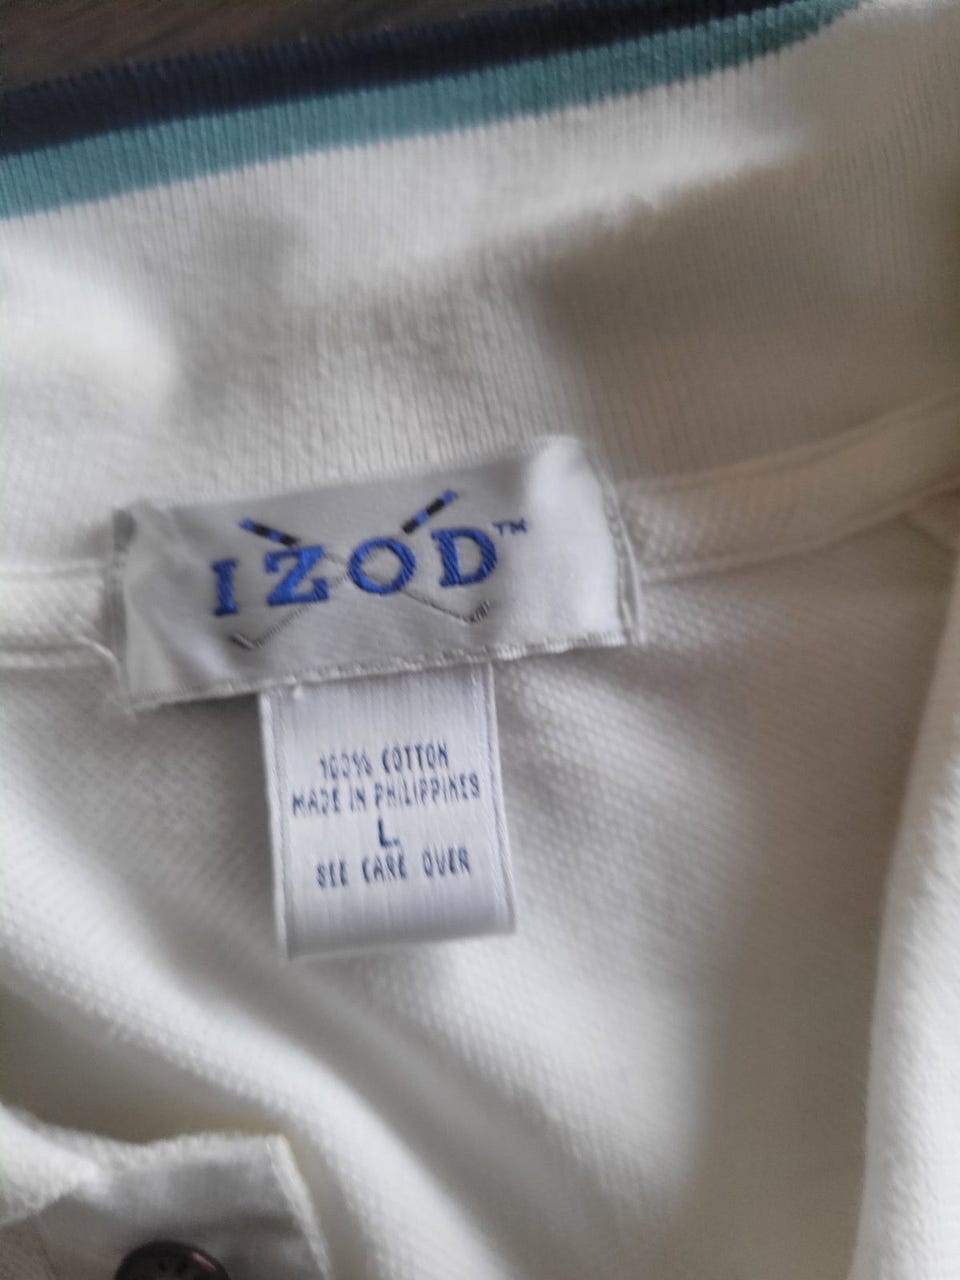 IZOD™
100% COTTON
MADE IN PHILIPPINES
L
SEE CARE OVER